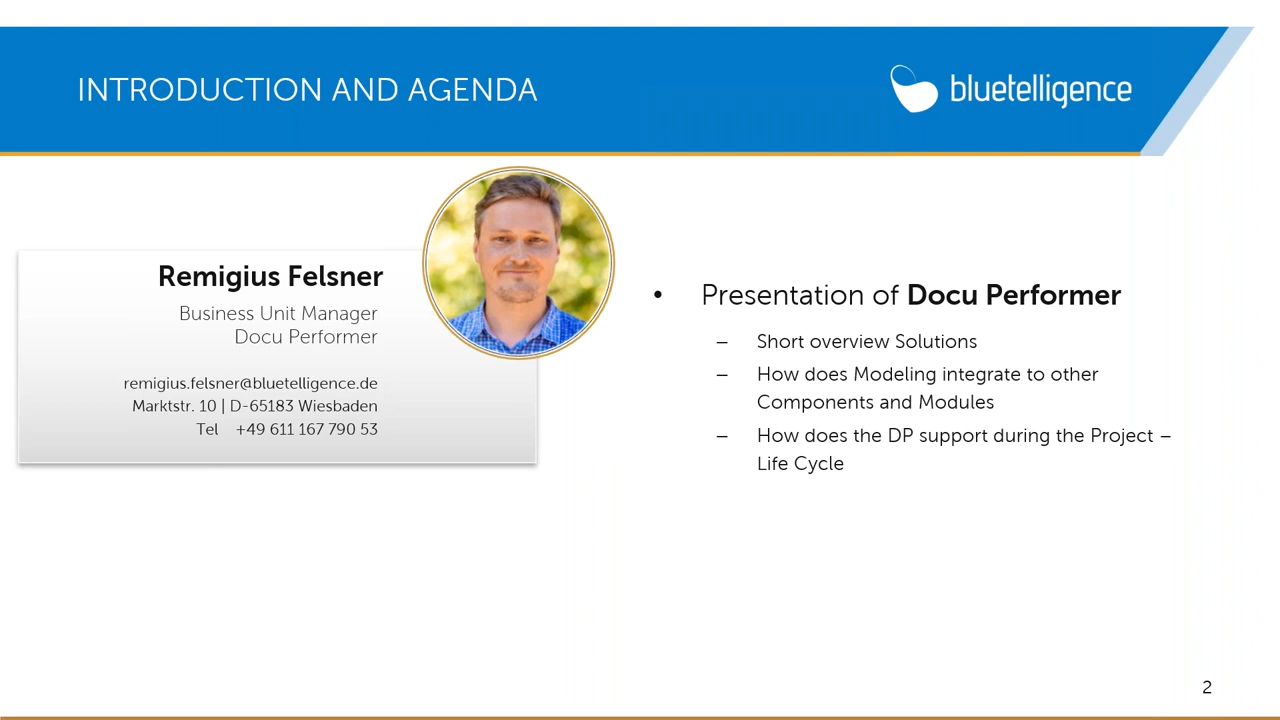 INTRODUCTION AND AGENDA
bluetelligence
Remigius Felsner
Business Unit Manager
Docu Performer
remigius.felsner@bluetelligence.de
Marktstr. 10 | D-65183 Wiesbaden
Tel +49 611 167 790 53
• Presentation of Docu Performer
– Short overview Solutions
– How does Modeling integrate to other
Components and Modules
– How does the DP support during the Project –
Life Cycle
2